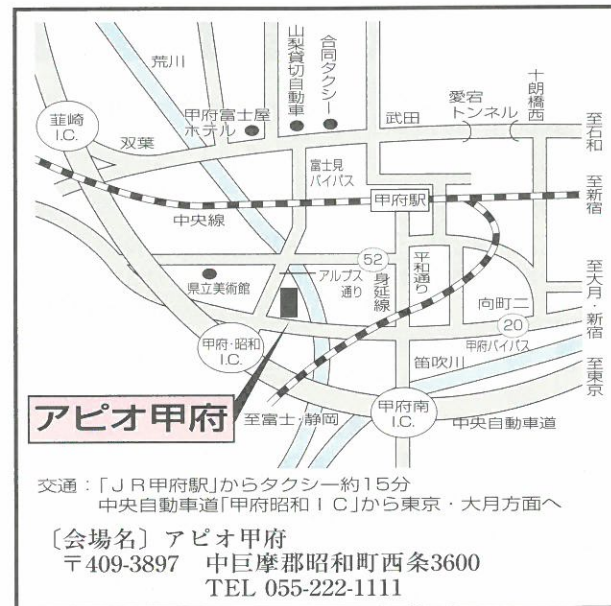 荒川
山梨貸切自動車
合同タクシー
十郎橋西
愛宕
トンネル
韮崎
I.C.
双葉
甲府富士屋
ホテル
武田
至石和
富士見
バイパス
甲府駅
至新宿
中央線
県立美術館
アルプス
通り
52
身延線
平和通り
向町二
至大月・新宿
20
甲府バイパス
甲府・昭和
I.C.
笛吹川
至東京
アピオ甲府
至富士・静岡
甲府南
I.C.
中央自動車道
交通：「ＪＲ甲府駅」からタクシー約15分
中央自動車道「甲府昭和ＩＣ」から東京・大月方面へ
〔会場名〕アピオ甲府
〒409-3897　中巨摩郡昭和町西条3600
TEL 055-222-1111